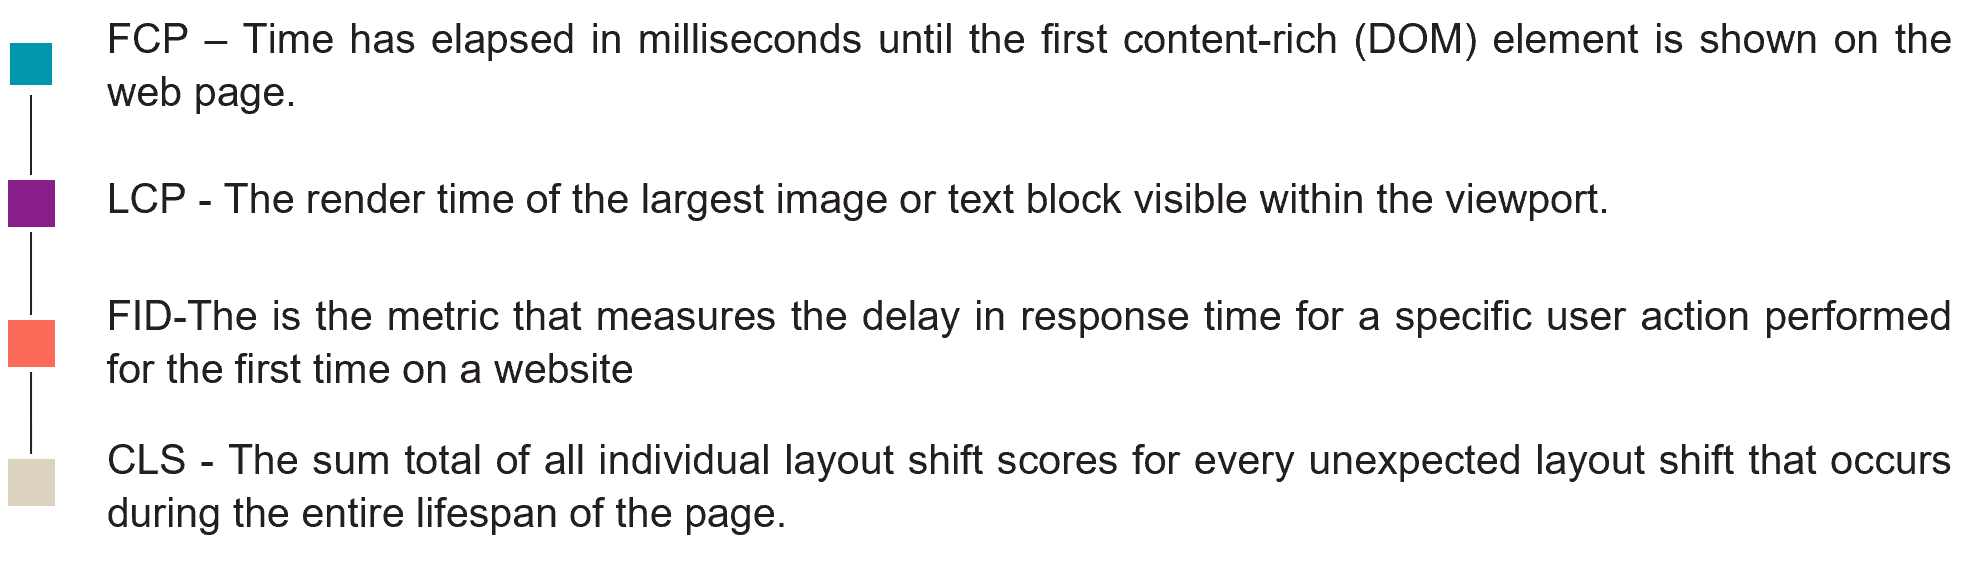 FCP – Time has elapsed in milliseconds until the first content-rich (DOM) element is shown on the
web page.
LCP - The render time of the largest image or text block visible within the viewport.
FID-The is the metric that measures the delay in response time for a specific user action performed
for the first time on a website
CLS - The sum total of all individual layout shift scores for every unexpected layout shift that occurs
during the entire lifespan of the page.